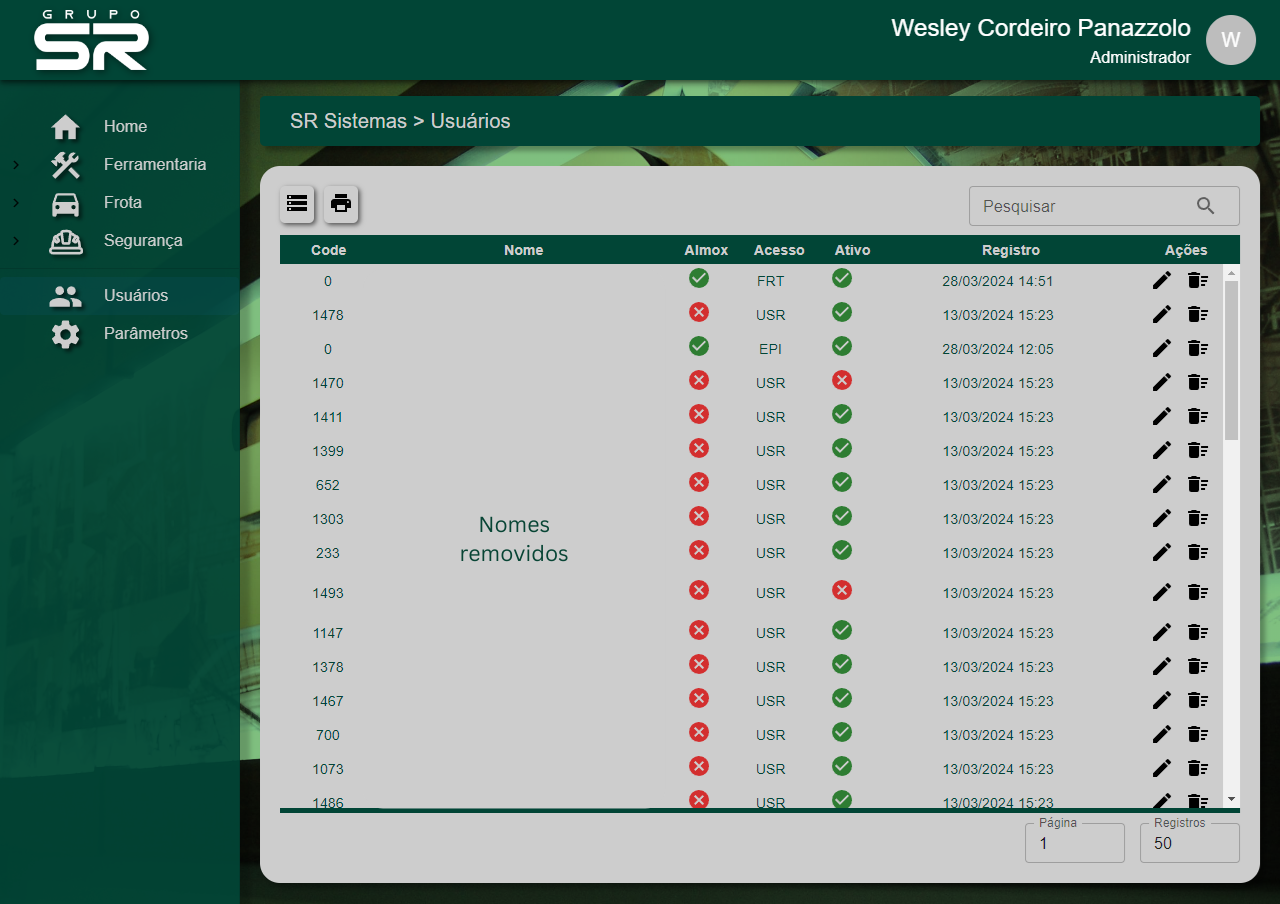 GRUPO
SR
Wesley Cordeiro Panazzolo
Administrador
W
Home
Ferramentaria
Frota
Segurança
Usuários
Parâmetros
SR Sistemas > Usuários
Pesquisar
Code Nome Almox Acesso Ativo Registro Ações
0 FRT 28/03/2024 14:51
1478 USR 13/03/2024 15:23
0 EPI 28/03/2024 12:05
1470 USR 13/03/2024 15:23
1411 USR 13/03/2024 15:23
1399 USR 13/03/2024 15:23
652 USR 13/03/2024 15:23
1303 USR 13/03/2024 15:23
Nomes
removidos
233 USR 13/03/2024 15:23
1493 USR 13/03/2024 15:23
1147 USR 13/03/2024 15:23
1378 USR 13/03/2024 15:23
1467 USR 13/03/2024 15:23
700 USR 13/03/2024 15:23
1073 USR 13/03/2024 15:23
1486 USR 13/03/2024 15:23
Página Registros
1 50